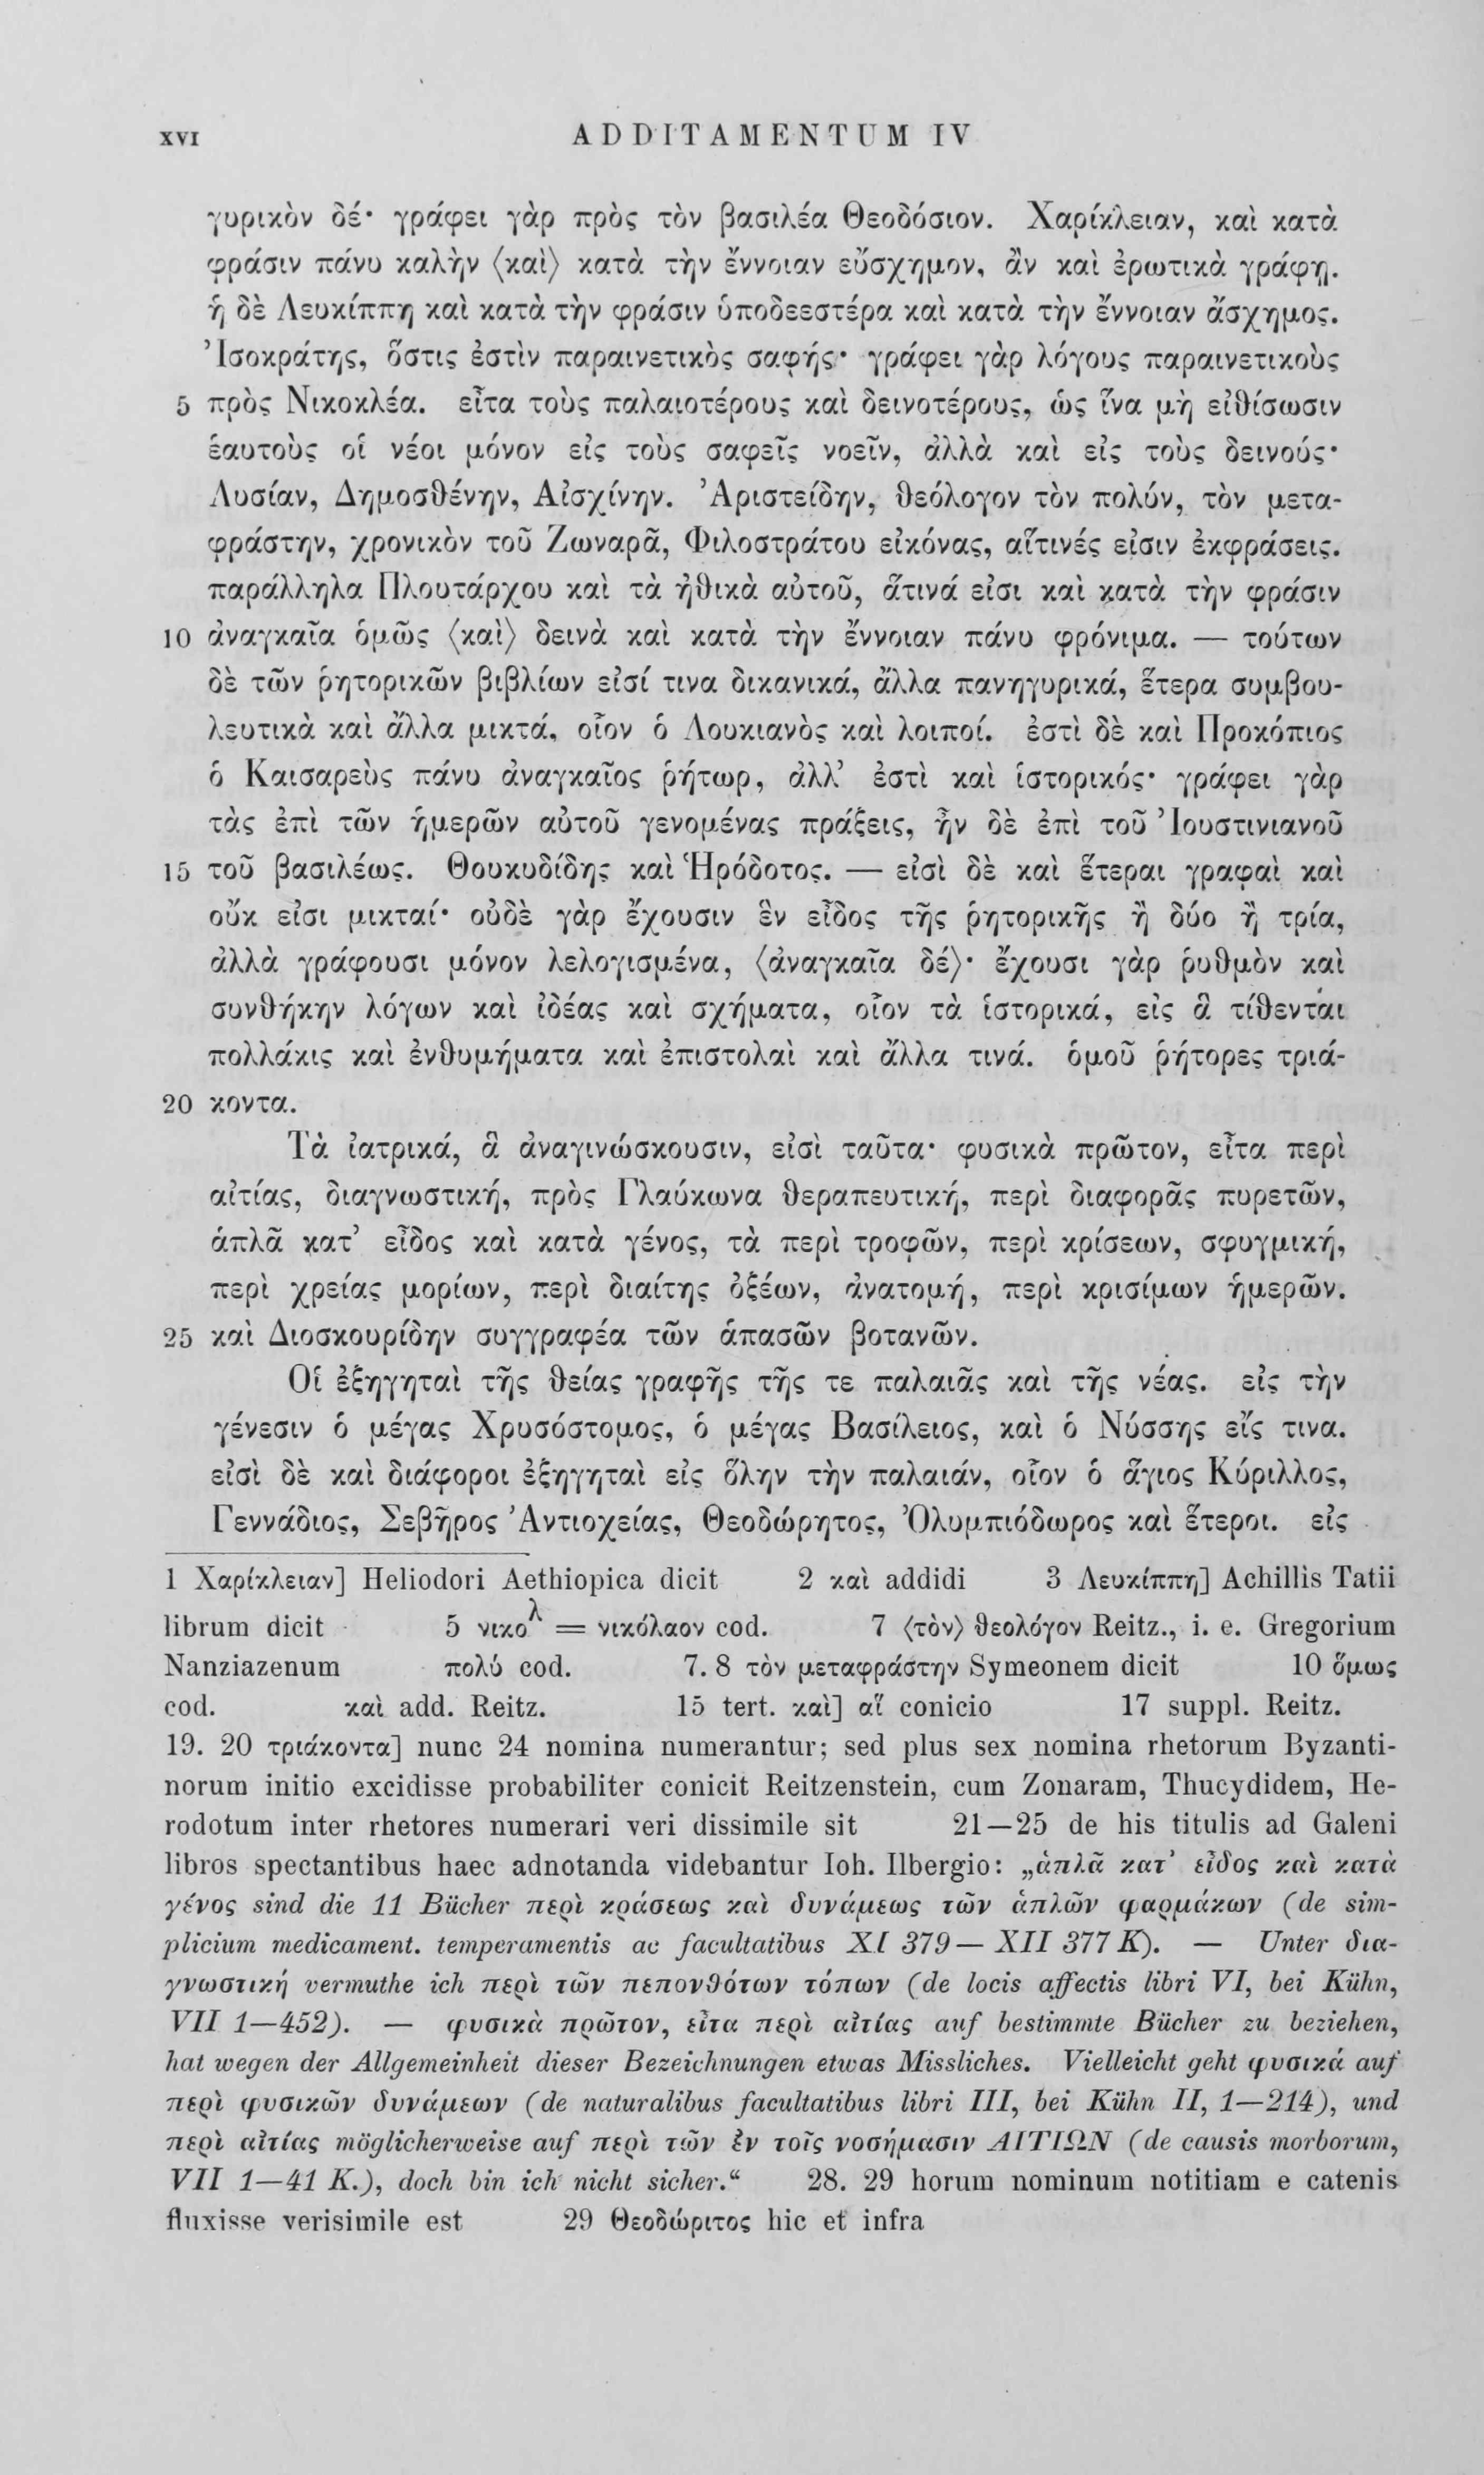 XVI ADDITAMENTUM IV
γυρικὸν δέ· γράφει γὰρ πρὸς τὸν βασιλέα Θεοδόσιον. Χαρίκλειαν, καὶ κατὰ
φράσιν πάνυ καλὴν ⟨καὶ⟩ κατὰ τὴν ἔννοιαν εὔσχημον, ἂν καὶ ἐρωτικὰ γράφῃ.
ἡ δὲ Λευκίππη καὶ κατὰ τὴν φράσιν ὑποδεεστέρα καὶ κατὰ τὴν ἔννοιαν ἄσχημος.
Ἰσοκράτης, ὅστις ἐστὶν παραινετικὸς σαφής· γράφει γὰρ λόγους παραινετικοὺς
5 πρὸς Νικοκλέα. εἶτα τοὺς παλαιοτέρους καὶ δεινοτέρους, ὡς ἵνα μὴ εἰθίσωσιν
ἑαυτοὺς οἱ νέοι μόνον εἰς τοὺς σαφεῖς νοεῖν, ἀλλὰ καὶ εἰς τοὺς δεινούς·
Λυσίαν, Δημοσθένην, Αἰσχίνην. Ἀριστείδην, θεόλογον τὸν πολύν, τὸν μετα-
φράστην, χρονικὸν τοῦ Ζωναρᾶ, Φιλοστράτου εἰκόνας, αἵτινές εἰσιν ἐκφράσεις.
παράλληλα Πλουτάρχου καὶ τὰ ἠθικὰ αὐτοῦ, ἅτινά εἰσι καὶ κατὰ τὴν φράσιν
10 ἀναγκαῖα ὁμῶς ⟨καὶ⟩ δεινὰ καὶ κατὰ τὴν ἔννοιαν πάνυ φρόνιμα. — τούτων
δὲ τῶν ῥητορικῶν βιβλίων εἰσί τινα δικανικά, ἄλλα πανηγυρικά, ἕτερα συμβου-
λευτικὰ καὶ ἄλλα μικτά, οἷον ὁ Λουκιανὸς καὶ λοιποί. ἐστὶ δὲ καὶ Προκόπιος
ὁ Καισαρεὺς πάνυ ἀναγκαῖος ῥήτωρ, ἀλλ’ ἐστὶ καὶ ἱστορικός· γράφει γὰρ
τὰς ἐπὶ τῶν ἡμερῶν αὐτοῦ γενομένας πράξεις, ἦν δὲ ἐπὶ τοῦ Ἰουστινιανοῦ
15 τοῦ βασιλέως. Θουκυδίδης καὶ Ἡρόδοτος. — εἰσὶ δὲ καὶ ἕτεραι γραφαὶ καὶ
οὔκ εἰσι μικταί· οὐδὲ γὰρ ἔχουσιν ἓν εἶδος τῆς ῥητορικῆς ἢ δύο ἢ τρία,
ἀλλὰ γράφουσι μόνον λελογισμένα, ⟨ἀναγκαῖα δέ⟩· ἔχουσι γὰρ ῥυθμὸν καὶ
συνθήκην λόγων καὶ ἰδέας καὶ σχήματα, οἷον τὰ ἱστορικά, εἰς ἃ τίθενται
πολλάκις καὶ ἐνθυμήματα καὶ ἐπιστολαὶ καὶ ἄλλα τινά. ὁμοῦ ῥήτορες τριά-
20 κοντα.
Τὰ ἰατρικά, ἃ ἀναγινώσκουσιν, εἰσὶ ταῦτα· φυσικὰ πρῶτον, εἶτα περὶ
αἰτίας, διαγνωστική, πρὸς Γλαύκωνα θεραπευτική, περὶ διαφορᾶς πυρετῶν,
ἁπλᾶ κατ’ εἶδος καὶ κατὰ γένος, τὰ περὶ τροφῶν, περὶ κρίσεων, σφυγμική,
περὶ χρείας μορίων, περὶ διαίτης ὀξέων, ἀνατομή, περὶ κρισίμων ἡμερῶν.
25 καὶ Διοσκουρίδην συγγραφέα τῶν ἁπασῶν βοτανῶν.
Οἱ ἐξηγηταὶ τῆς θείας γραφῆς τῆς τε παλαιᾶς καὶ τῆς νέας. εἰς τὴν
γένεσιν ὁ μέγας Χρυσόστομος, ὁ μέγας Βασίλειος, καὶ ὁ Νύσσης εἴς τινα.
εἰσὶ δὲ καὶ διάφοροι ἐξηγηταὶ εἰς ὅλην τὴν παλαιάν, οἷον ὁ ἅγιος Κύριλλος,
Γεννάδιος, Σεβῆρος Ἀντιοχείας, Θεοδώρητος, Ὀλυμπιόδωρος καὶ ἕτεροι. εἰς
1 Χαρίκλειαν] Heliodori Aethiopica dicit 2 καὶ addidi 3 Λευκίππη] Achillis Tatii
librum dicit 5 νικο^λ = νικόλαον cod. 7 ⟨τὸν⟩ θεολόγον Reitz., i. e. Gregorium
Nanziazenum πολύ cod. 7. 8 τὸν μεταφράστην Symeonem dicit 10 ὅμως
cod. καὶ add. Reitz. 15 tert. καὶ] αἳ conicio 17 suppl. Reitz.
19. 20 τριάκοντα] nunc 24 nomina numerantur; sed plus sex nomina rhetorum Byzanti-
norum initio excidisse probabiliter conicit Reitzenstein, cum Zonaram, Thucydidem, He-
rodotum inter rhetores numerari veri dissimile sit 21—25 de his titulis ad Galeni
libros spectantibus haec adnotanda videbantur Ioh. Ilbergio: „ἁπλᾶ κατ’ εἶδος καὶ κατὰ
γένος sind die 11 Bücher περὶ κράσεως καὶ δυνάμεως τῶν ἁπλῶν φαρμάκων (de sim-
plicium medicament. temperamentis ac facultatibus XI 379— XII 377 K). — Unter δια-
γνωστική vermuthe ich περὶ τῶν πεπονθότων τόπων (de locis affectis libri VI, bei Kühn,
VII 1—452). — φυσικὰ πρῶτον, εἶτα περὶ αἰτίας auf bestimmte Bücher zu beziehen,
hat wegen der Allgemeinheit dieser Bezeichnungen etwas Missliches. Vielleicht geht φυσικά auf
περὶ φυσικῶν δυνάμεων (de naturalibus facultatibus libri III, bei Kühn II, 1—214), und
περὶ αἰτίας möglicherweise auf περὶ τῶν ἐν τοῖς νοσήμασιν ΑΙΤΙΩΝ (de causis morborum,
VII 1—41 K.), doch bin ich nicht sicher.“ 28. 29 horum nominum notitiam e catenis
fluxisse verisimile est 29 Θεοδώριτος hic et infra